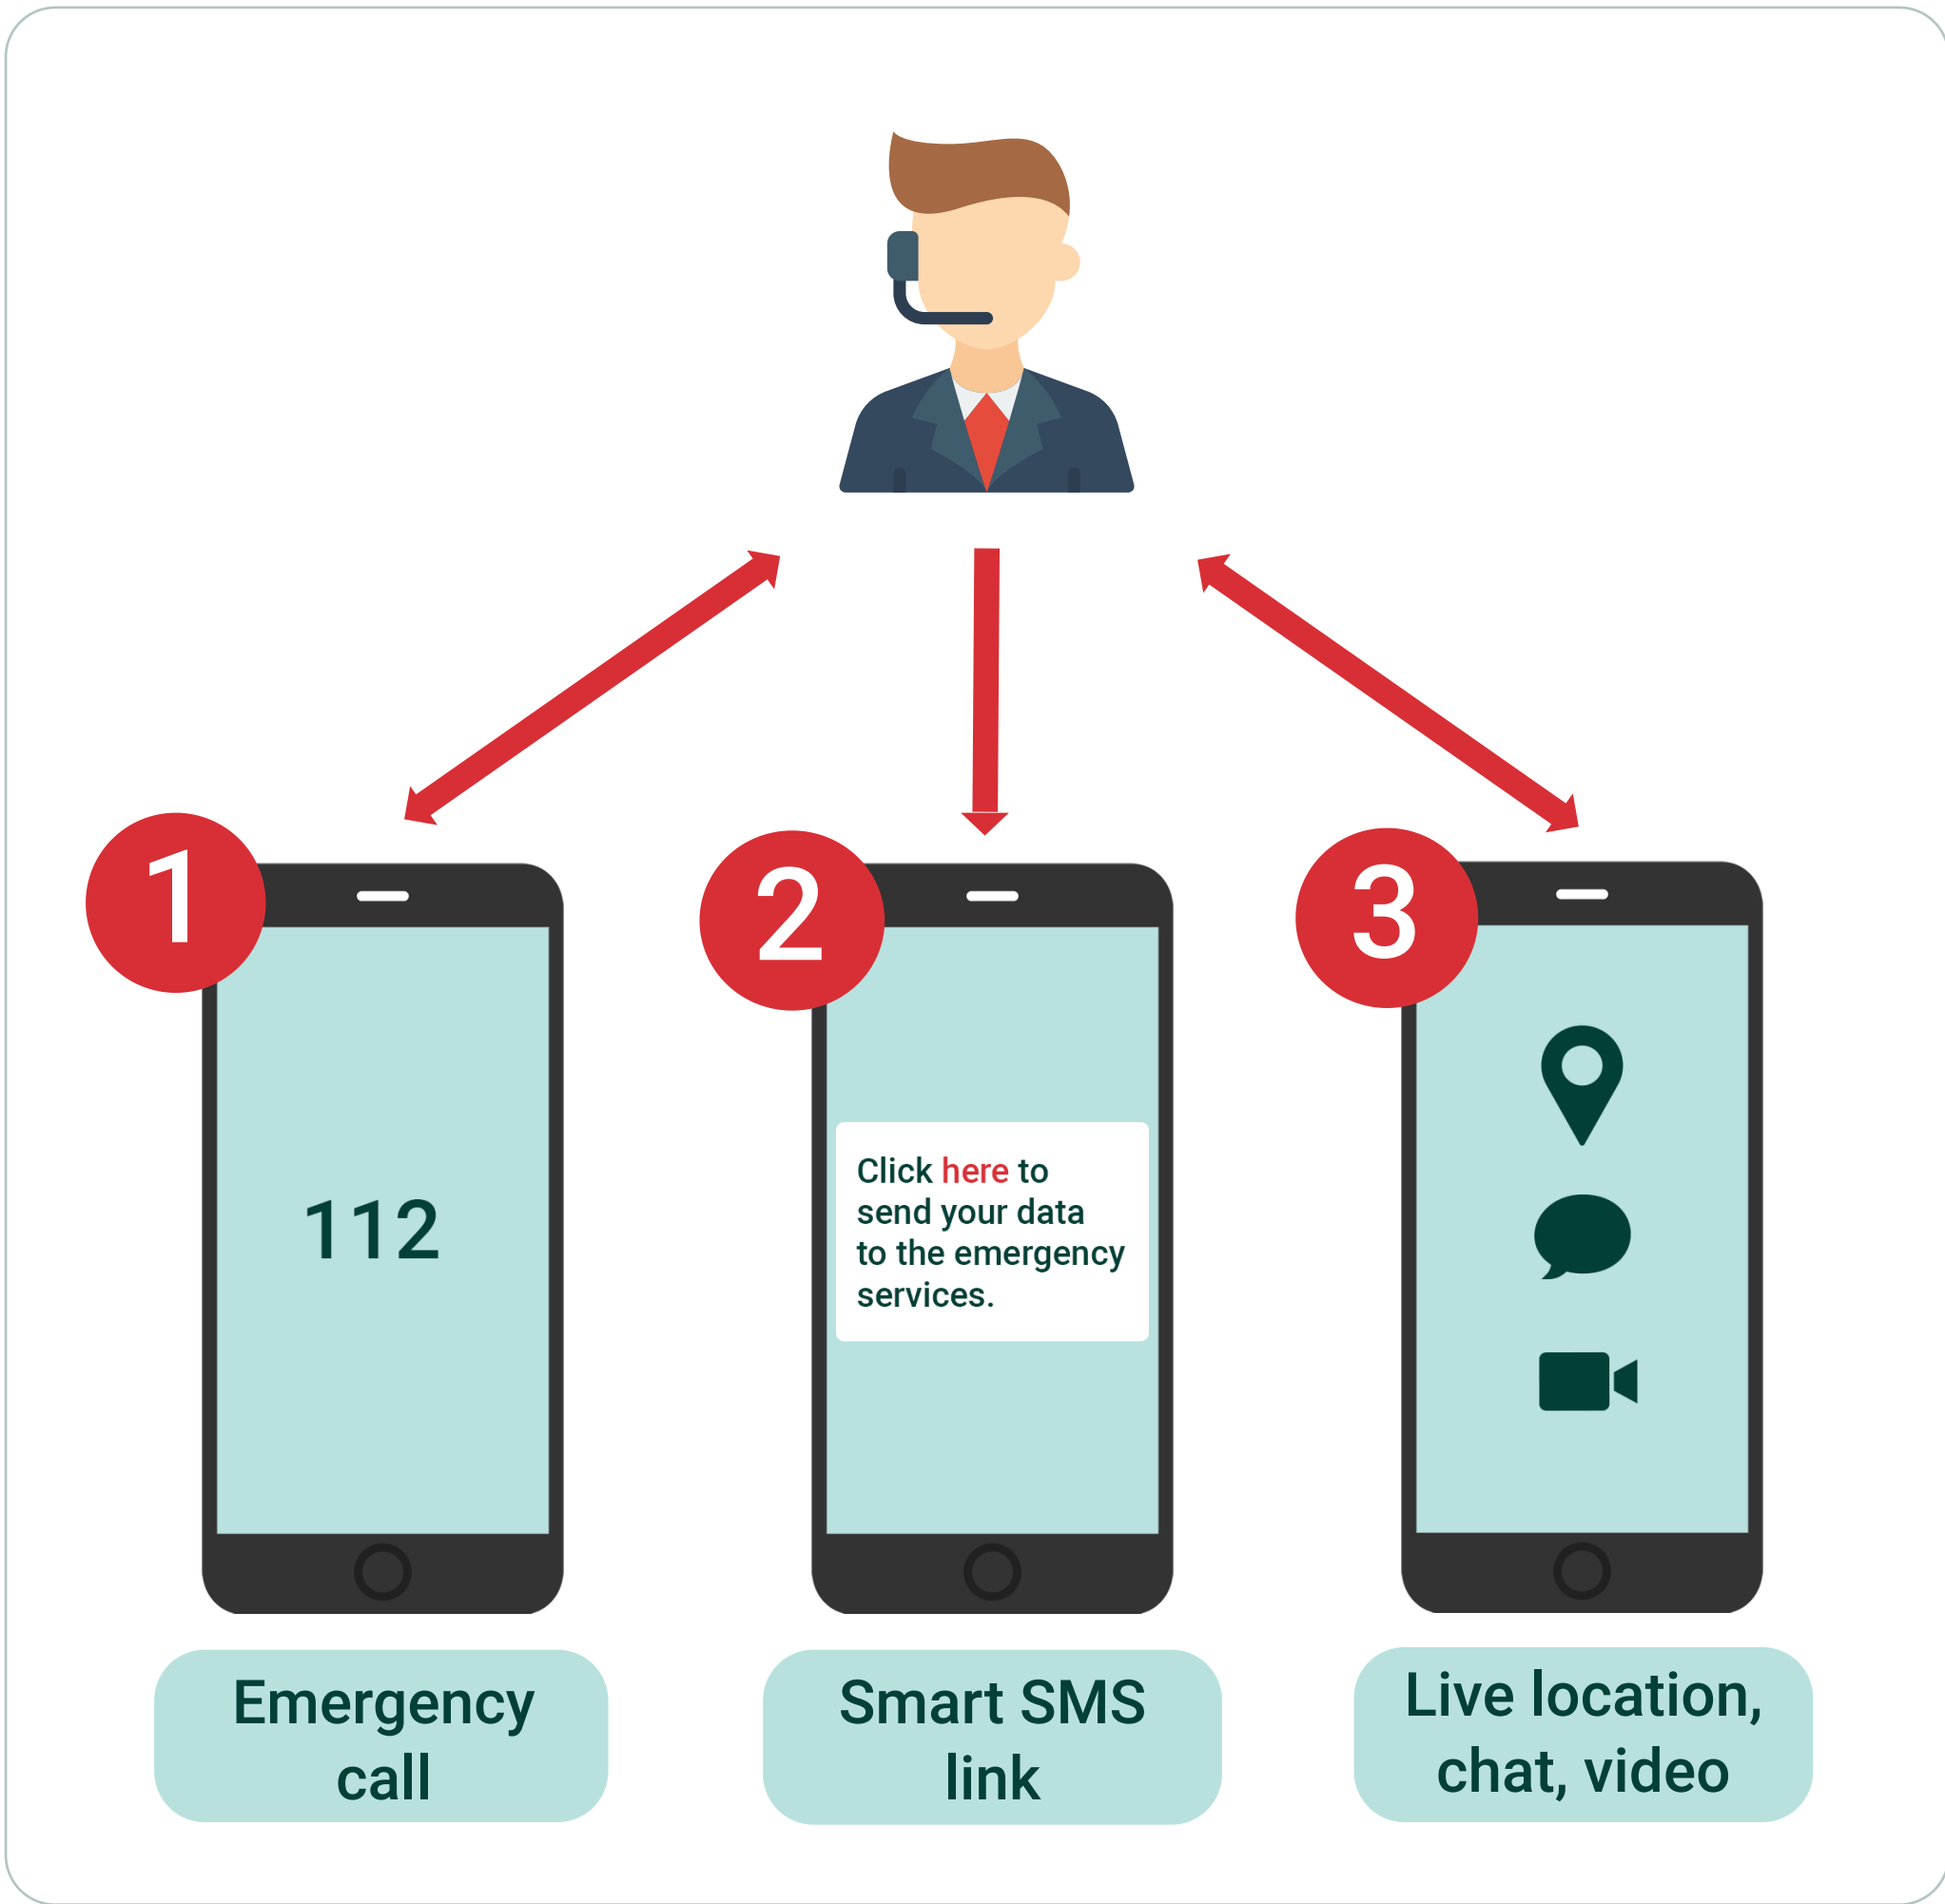 1
2
3
112
Click here to
send your data
to the emergency
services.
Emergency
call
Smart SMS
link
Live location,
chat, video